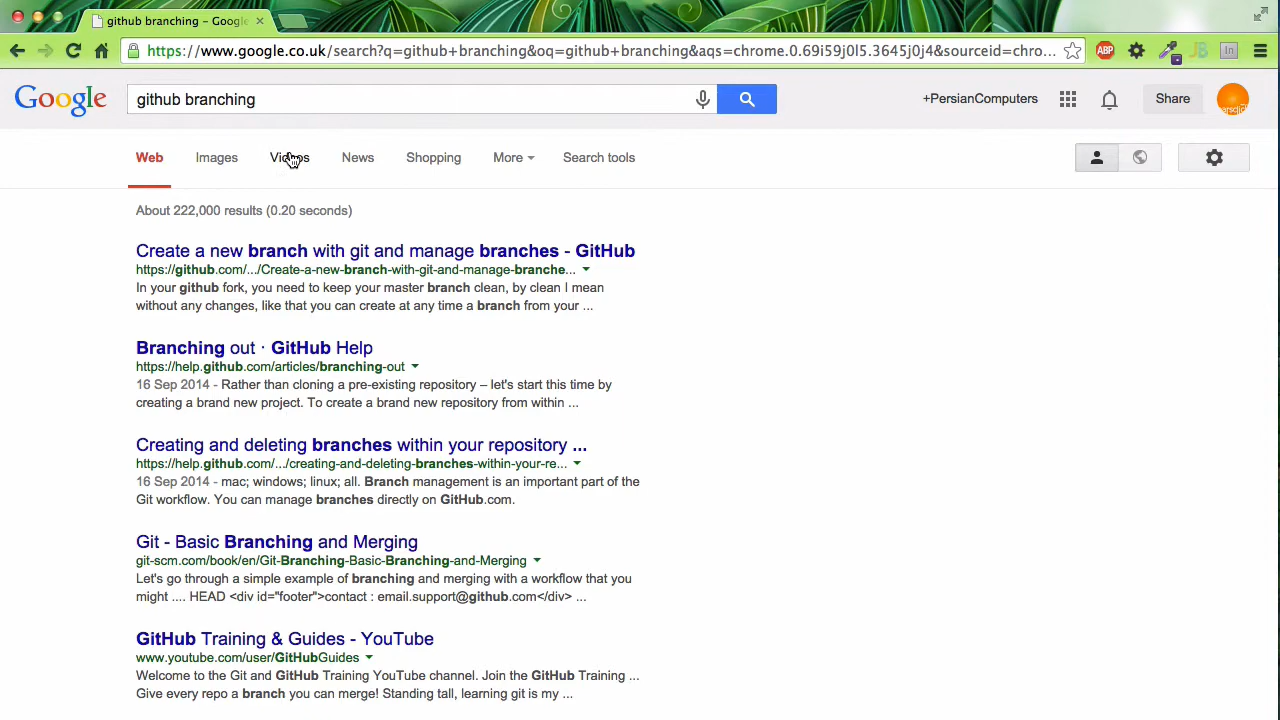 github branching - Google
https://www.google.co.uk/search?q=github+branching&oq=github+branching&aqs=chrome.0.69i59j0l5.3645j0j4&sourceid=chro...
ABP
JB
In
Google
github branching
+PersianComputers
Share
Web
Images
Videos
News
Shopping
More
Search tools
About 222,000 results (0.20 seconds)
Create a new branch with git and manage branches - GitHub
https://github.com/.../Create-a-new-branch-with-git-and-manage-branche...
In your github fork, you need to keep your master branch clean, by clean I mean
without any changes, like that you can create at any time a branch from your ...
Branching out · GitHub Help
https://help.github.com/articles/branching-out
16 Sep 2014 - Rather than cloning a pre-existing repository – let's start this time by
creating a brand new project. To create a brand new repository from within ...
Creating and deleting branches within your repository ...
https://help.github.com/.../creating-and-deleting-branches-within-your-re...
16 Sep 2014 - mac; windows; linux; all. Branch management is an important part of the
Git workflow. You can manage branches directly on GitHub.com.
Git - Basic Branching and Merging
git-scm.com/book/en/Git-Branching-Basic-Branching-and-Merging
Let's go through a simple example of branching and merging with a workflow that you
might .... HEAD <div id="footer">contact : email.support@github.com</div> ...
GitHub Training & Guides - YouTube
www.youtube.com/user/GitHubGuides
Welcome to the Git and GitHub Training YouTube channel. Join the GitHub Training ...
Give every repo a branch you can merge! Standing tall, learning git is my ...